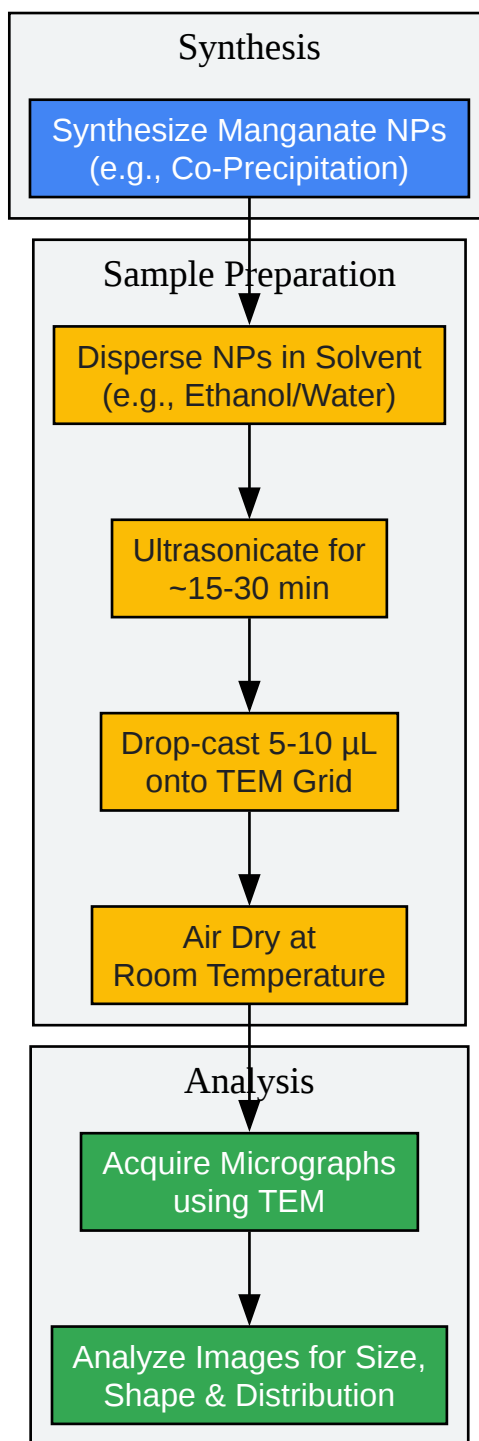 Synthesis
Synthesize Manganate NPs
(e.g., Co-Precipitation)
Sample Preparation
Disperse NPs in Solvent
(e.g., Ethanol/Water)
Ultrasonicate for
~15-30 min
Drop-cast 5-10 µL
onto TEM Grid
Air Dry at
Room Temperature
Analysis
Acquire Micrographs
using TEM
Analyze Images for Size,
Shape & Distribution